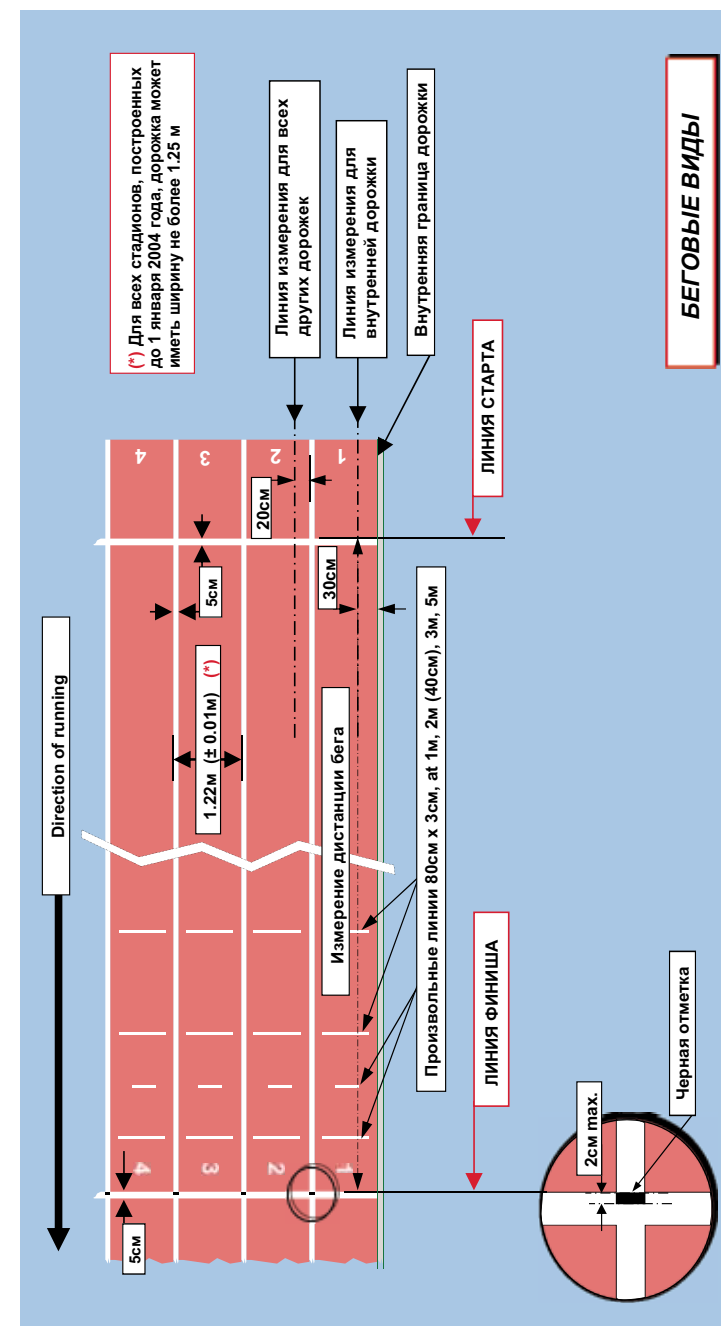 БЕГОВЫЕ ВИДЫ
(*) Для всех стадионов, построенных
до 1 января 2004 года, дорожка может
иметь ширину не более 1.25 м
Линия измерения для всех
других дорожек
Линия измерения для
внутренней дорожки
Внутренняя граница дорожки
ЛИНИЯ СТАРТА
4
3
2
1
20см
30см
5см
1.22м (± 0.01м) (*)
Direction of running
Измерение дистанции бега
Произвольные линии 80см x 3см, at 1м, 2м (40см), 3м, 5м
ЛИНИЯ ФИНИША
4
3
2
1
5см
2см max.
Черная отметка